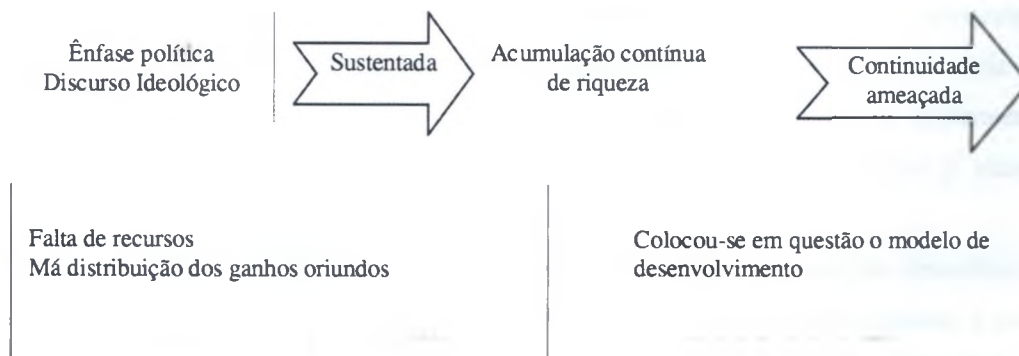 Ênfase política
Discurso Ideológico
Sustentada
Acumulação contínua
de riqueza
Continuidade
ameaçada
Falta de recursos
Má distribuição dos ganhos oriundos
Colocou-se em questão o modelo de
desenvolvimento